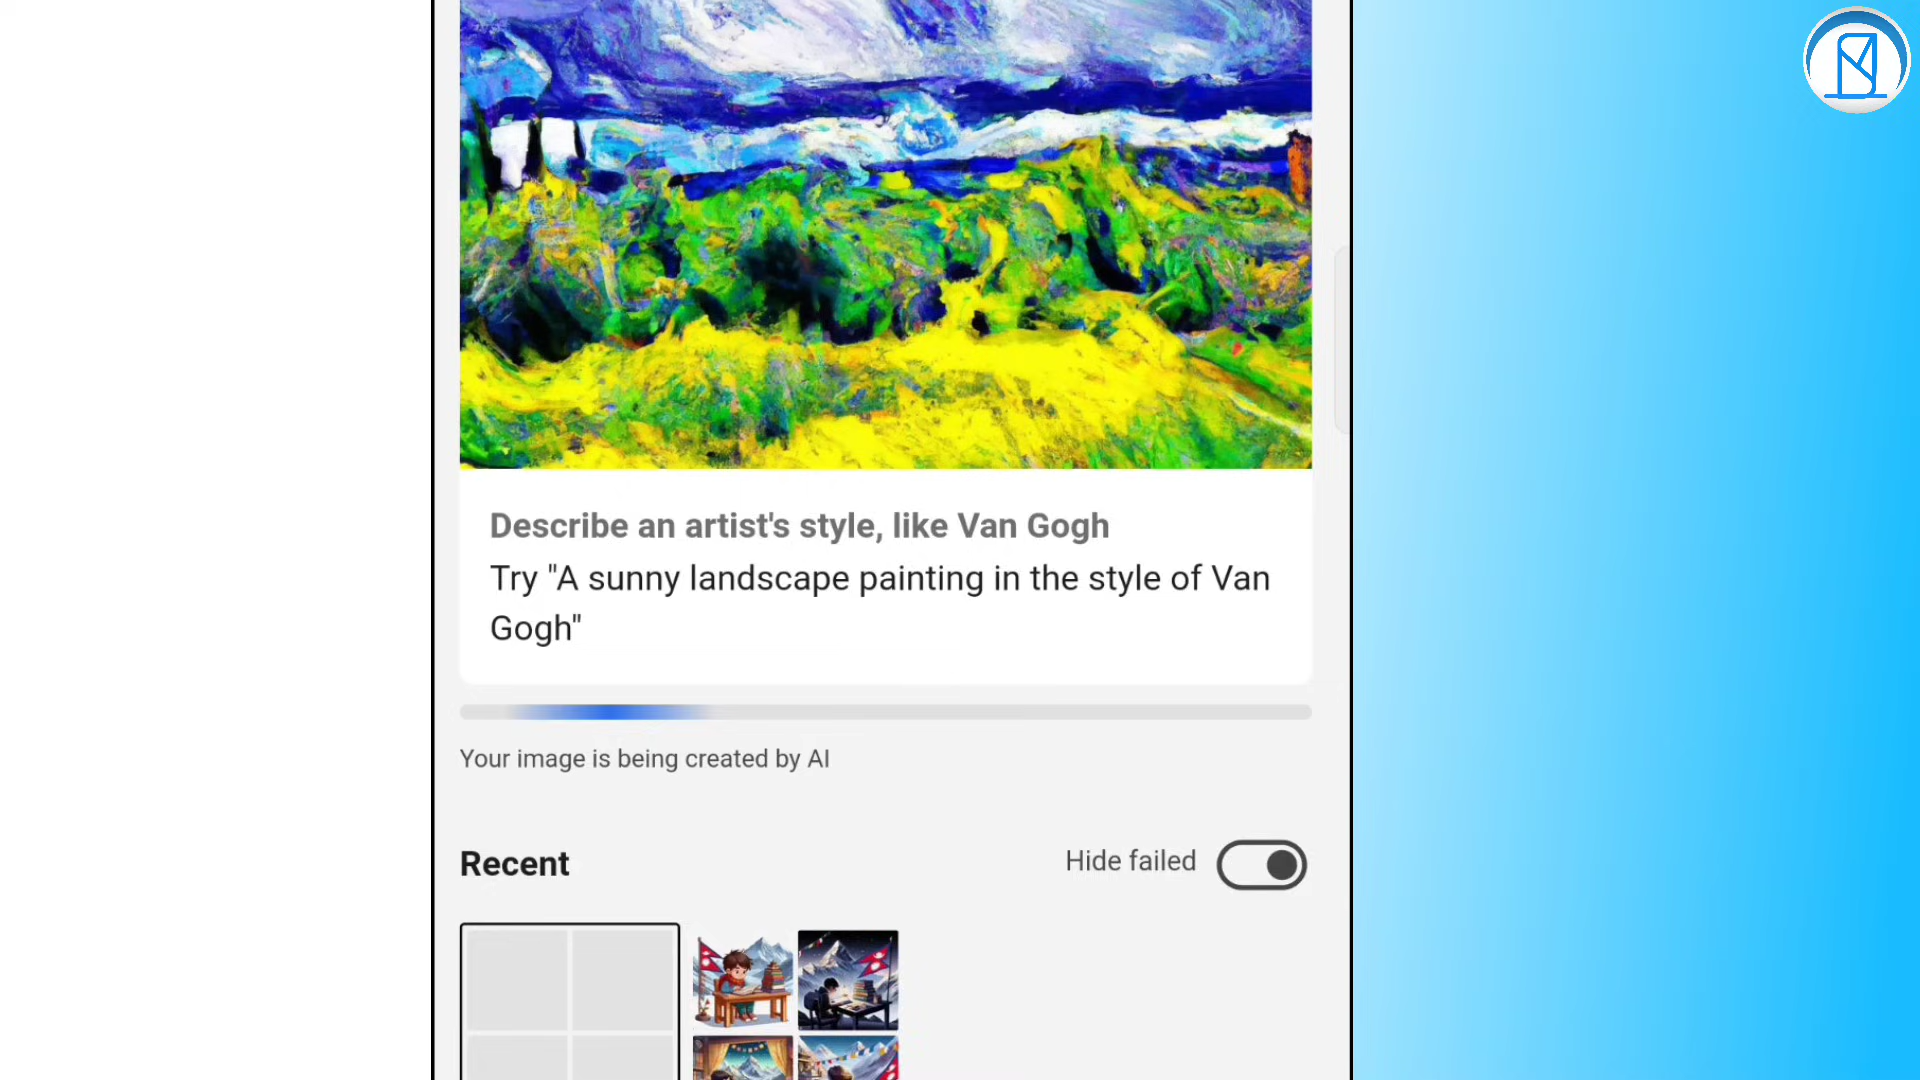 Describe an artist's style, like Van Gogh
Try "A sunny landscape painting in the style of Van
Gogh"
Your image is being created by AI
Recent
Hide failed